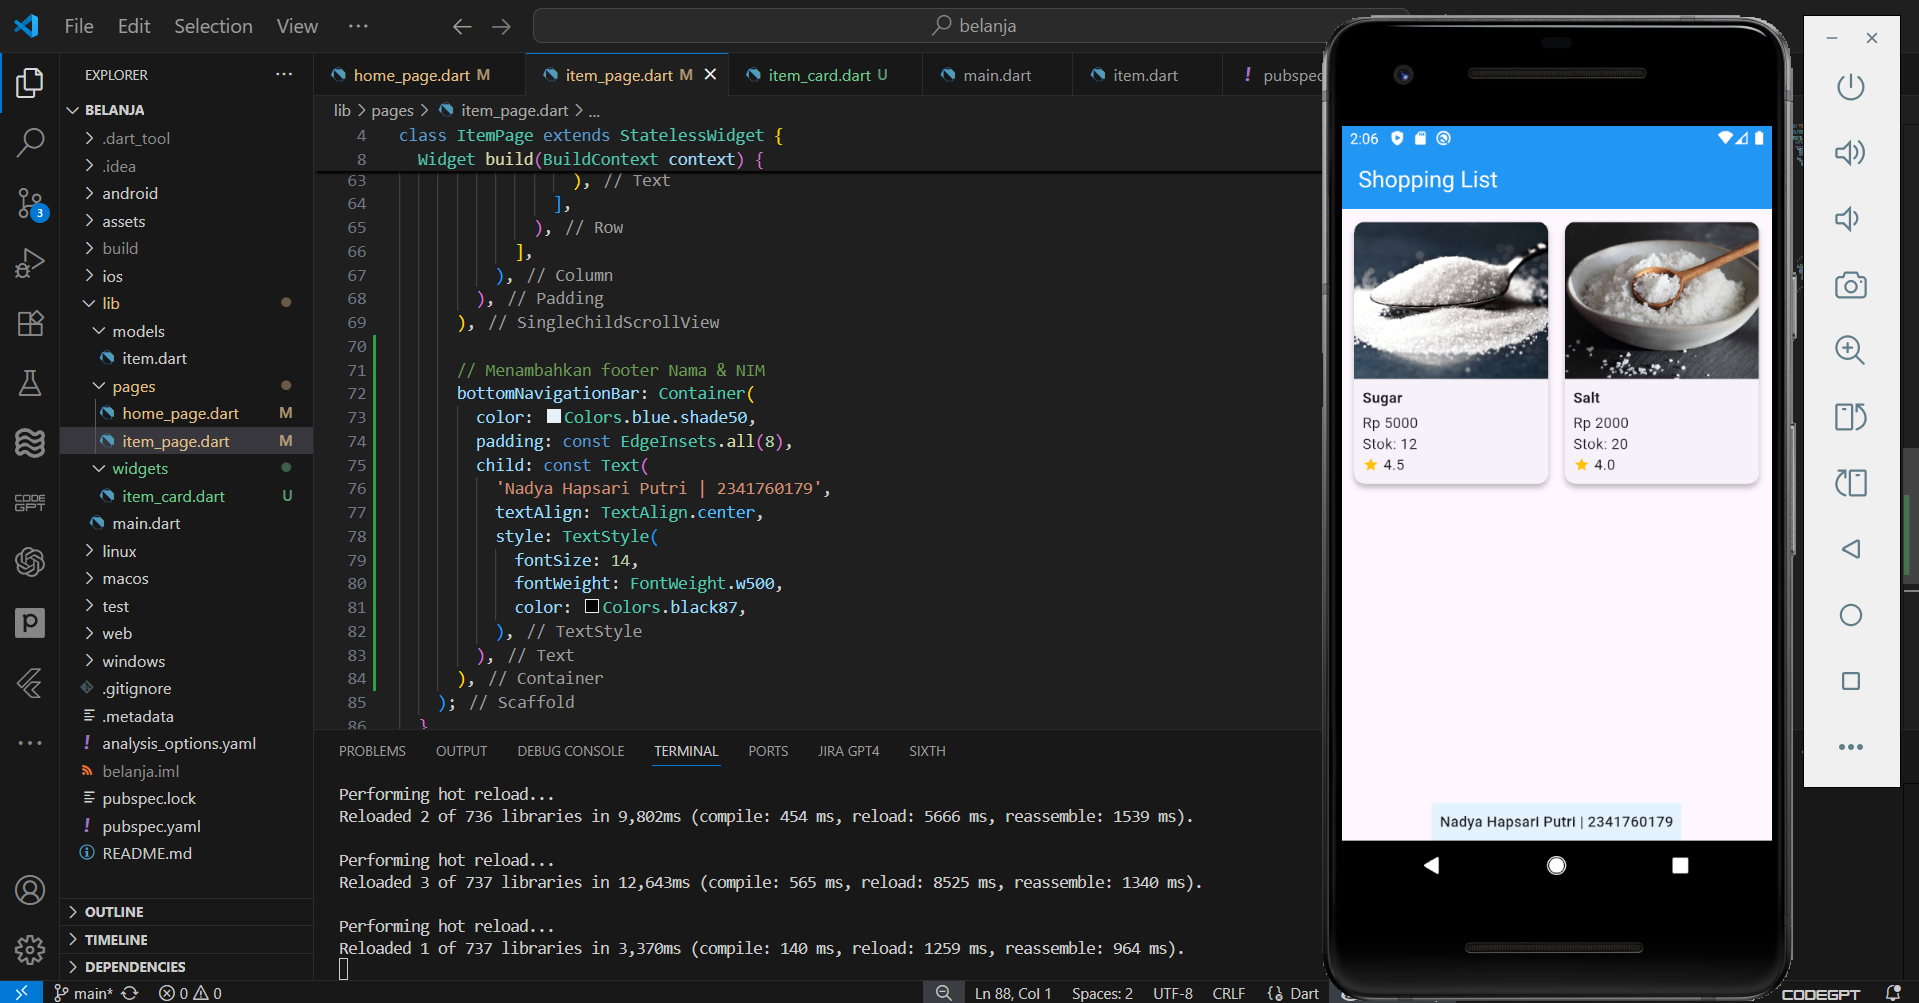 File Edit Selection View ... belanja
EXPLORER ...
BELANJA
.dart_tool
.idea
android
assets
build
ios
lib
models
item.dart
pages
home_page.dart M
item_page.dart M
widgets
item_card.dart U
main.dart
linux
macos
test
web
windows
.gitignore
.metadata
analysis_options.yaml
belanja.iml
pubspec.lock
pubspec.yaml
README.md
OUTLINE
TIMELINE
DEPENDENCIES
3
CODE
GPT
home_page.dart M item_page.dart M item_card.dart U main.dart item.dart ! pubspec
lib > pages > item_page.dart > ...
4 class ItemPage extends StatelessWidget {
8 Widget build(BuildContext context) {
63 ), // Text
64 ],
65 ), // Row
66 ],
67 ), // Column
68 ), // Padding
69 ), // SingleChildScrollView
70
71 // Menambahkan footer Nama & NIM
72 bottomNavigationBar: Container(
73 color: Colors.blue.shade50,
74 padding: const EdgeInsets.all(8),
75 child: const Text(
76 'Nadya Hapsari Putri | 2341760179',
77 textAlign: TextAlign.center,
78 style: TextStyle(
79 fontSize: 14,
80 fontWeight: FontWeight.w500,
81 color: Colors.black87,
82 ), // TextStyle
83 ), // Text
84 ), // Container
85 ); // Scaffold
86 }
PROBLEMS OUTPUT DEBUG CONSOLE TERMINAL PORTS JIRA GPT4 SIXTH
Performing hot reload...
Reloaded 2 of 736 libraries in 9,802ms (compile: 454 ms, reload: 5666 ms, reassemble: 1539 ms).
Performing hot reload...
Reloaded 3 of 737 libraries in 12,643ms (compile: 565 ms, reload: 8525 ms, reassemble: 1340 ms).
Performing hot reload...
Reloaded 1 of 737 libraries in 3,370ms (compile: 140 ms, reload: 1259 ms, reassemble: 964 ms).
main* 0 0 Ln 88, Col 1 Spaces: 2 UTF-8 CRLF Dart CODEGPT
2:06
Shopping List
Sugar
Rp 5000
Stok: 12
4.5
Salt
Rp 2000
Stok: 20
4.0
Nadya Hapsari Putri | 2341760179